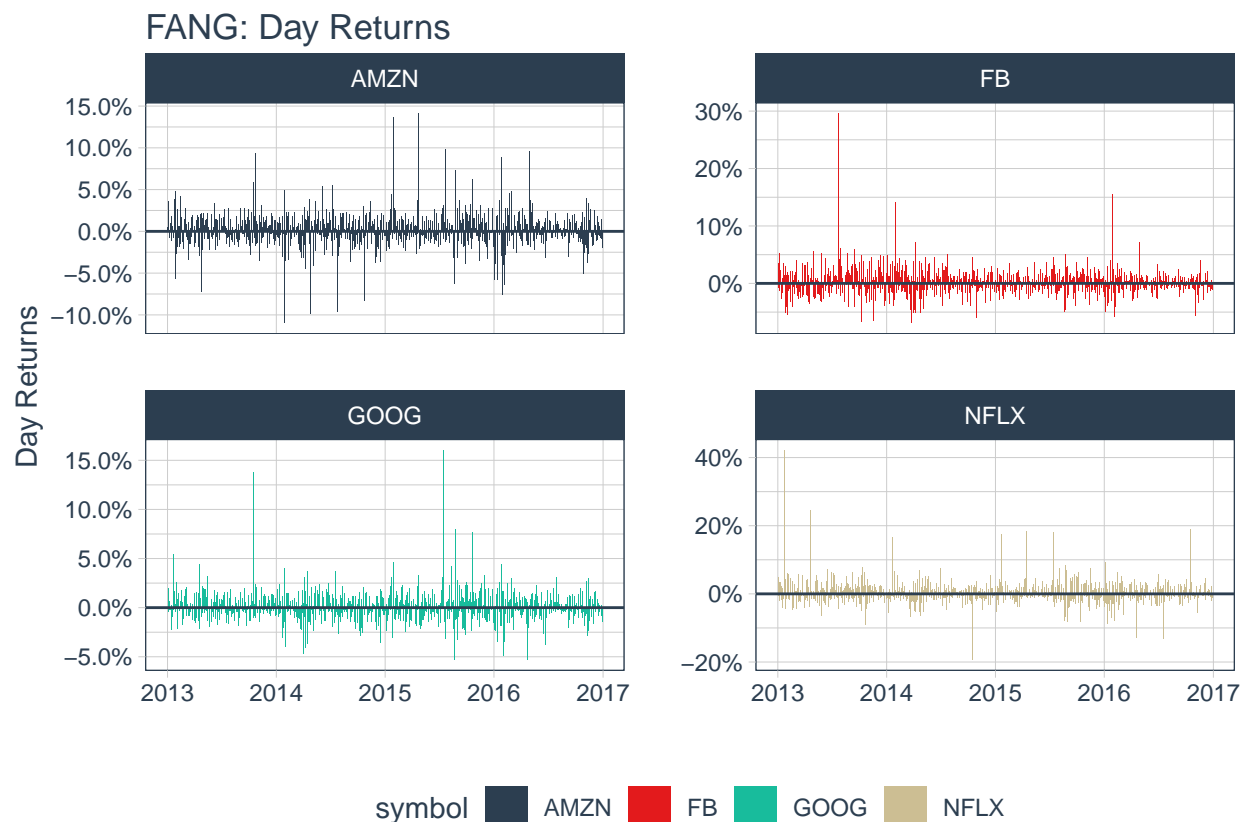 FANG: Day Returns
AMZN
FB
15.0%
10.0%
5.0%
0.0%
−5.0%
−10.0%
30%
20%
10%
0%
Day Returns
GOOG
NFLX
15.0%
10.0%
5.0%
0.0%
−5.0%
40%
20%
0%
−20%
2013 2014 2015 2016 2017
2013 2014 2015 2016 2017
symbol AMZN FB GOOG NFLX